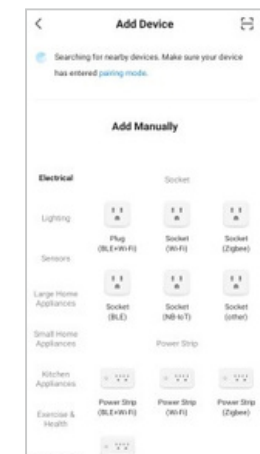 Add Device
Searching for nearby devices. Make sure your device
has entered pairing mode.
Add Manually
Electrical
Lighting
Sensors
Large Home
Appliances
Small Home
Appliances
Kitchen
Appliances
Exercise &
Health
Socket
Plug
(BLE+Wi-Fi)
Socket
(Wi-Fi)
Socket
(Zigbee)
Socket
(BLE)
Socket
(NB-IoT)
Socket
(other)
Power Strip
Power Strip
(BLE+Wi-Fi)
Power Strip
(Wi-Fi)
Power Strip
(Zigbee)